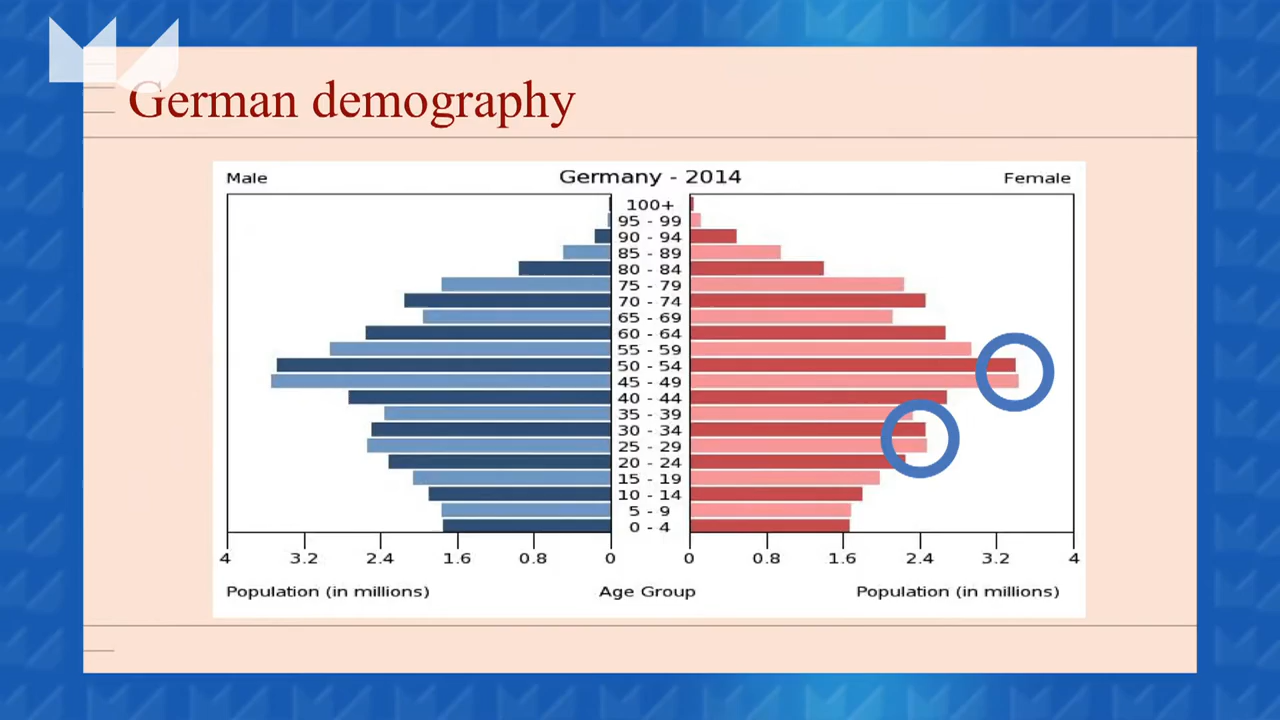 German demography
Male Germany - 2014 Female
100+
95 - 99
90 - 94
85 - 89
80 - 84
75 - 79
70 - 74
65 - 69
60 - 64
55 - 59
50 - 54
45 - 49
40 - 44
35 - 39
30 - 34
25 - 29
20 - 24
15 - 19
10 - 14
5 - 9
0 - 4
4 3.2 2.4 1.6 0.8 0 0 0.8 1.6 2.4 3.2 4
Population (in millions) Age Group Population (in millions)